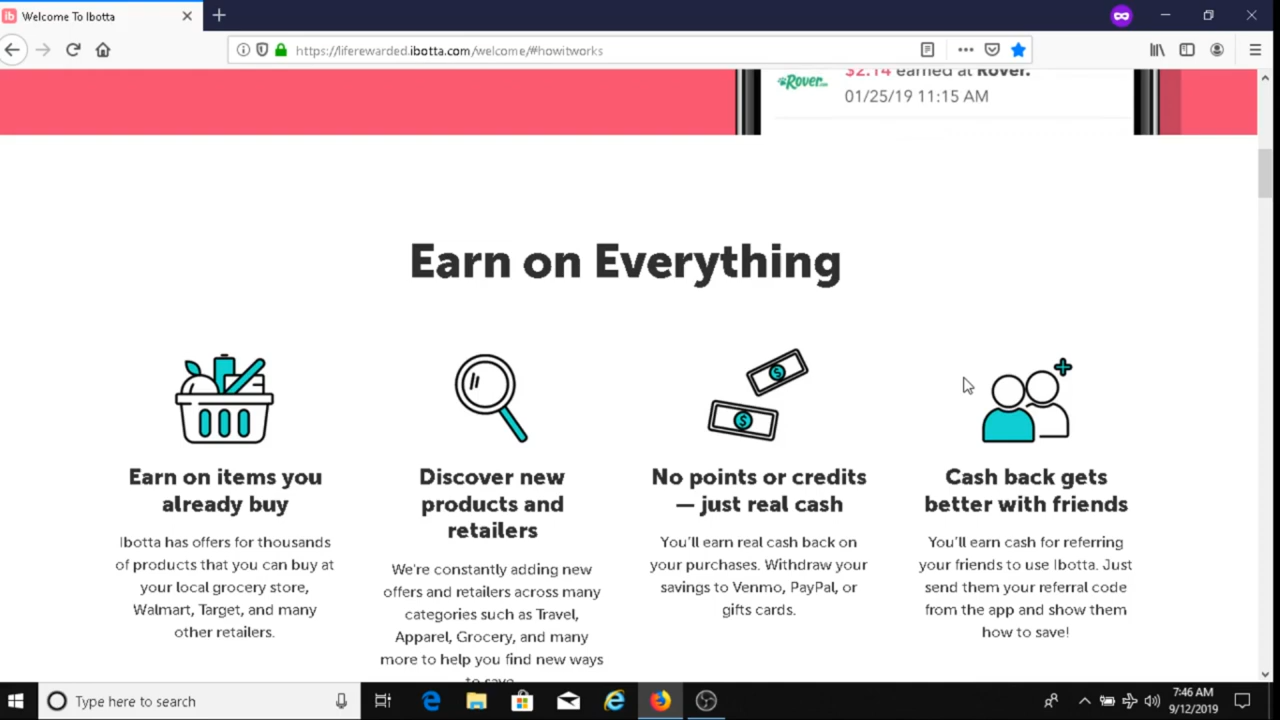 Welcome To Ibotta
https://liferewarded.ibotta.com/welcome/#howitworks
$2.14 earned at Rover.
Rover.com
01/25/19 11:15 AM
Earn on Everything
Earn on items you
already buy
Ibotta has offers for thousands
of products that you can buy at
your local grocery store,
Walmart, Target, and many
other retailers.
Discover new
products and
retailers
We're constantly adding new
offers and retailers across many
categories such as Travel,
Apparel, Grocery, and many
more to help you find new ways
to save.
No points or credits
— just real cash
You'll earn real cash back on
your purchases. Withdraw your
savings to Venmo, PayPal, or
gifts cards.
Cash back gets
better with friends
You'll earn cash for referring
your friends to use Ibotta. Just
send them your referral code
from the app and show them
how to save!
Type here to search
7:46 AM
9/12/2019